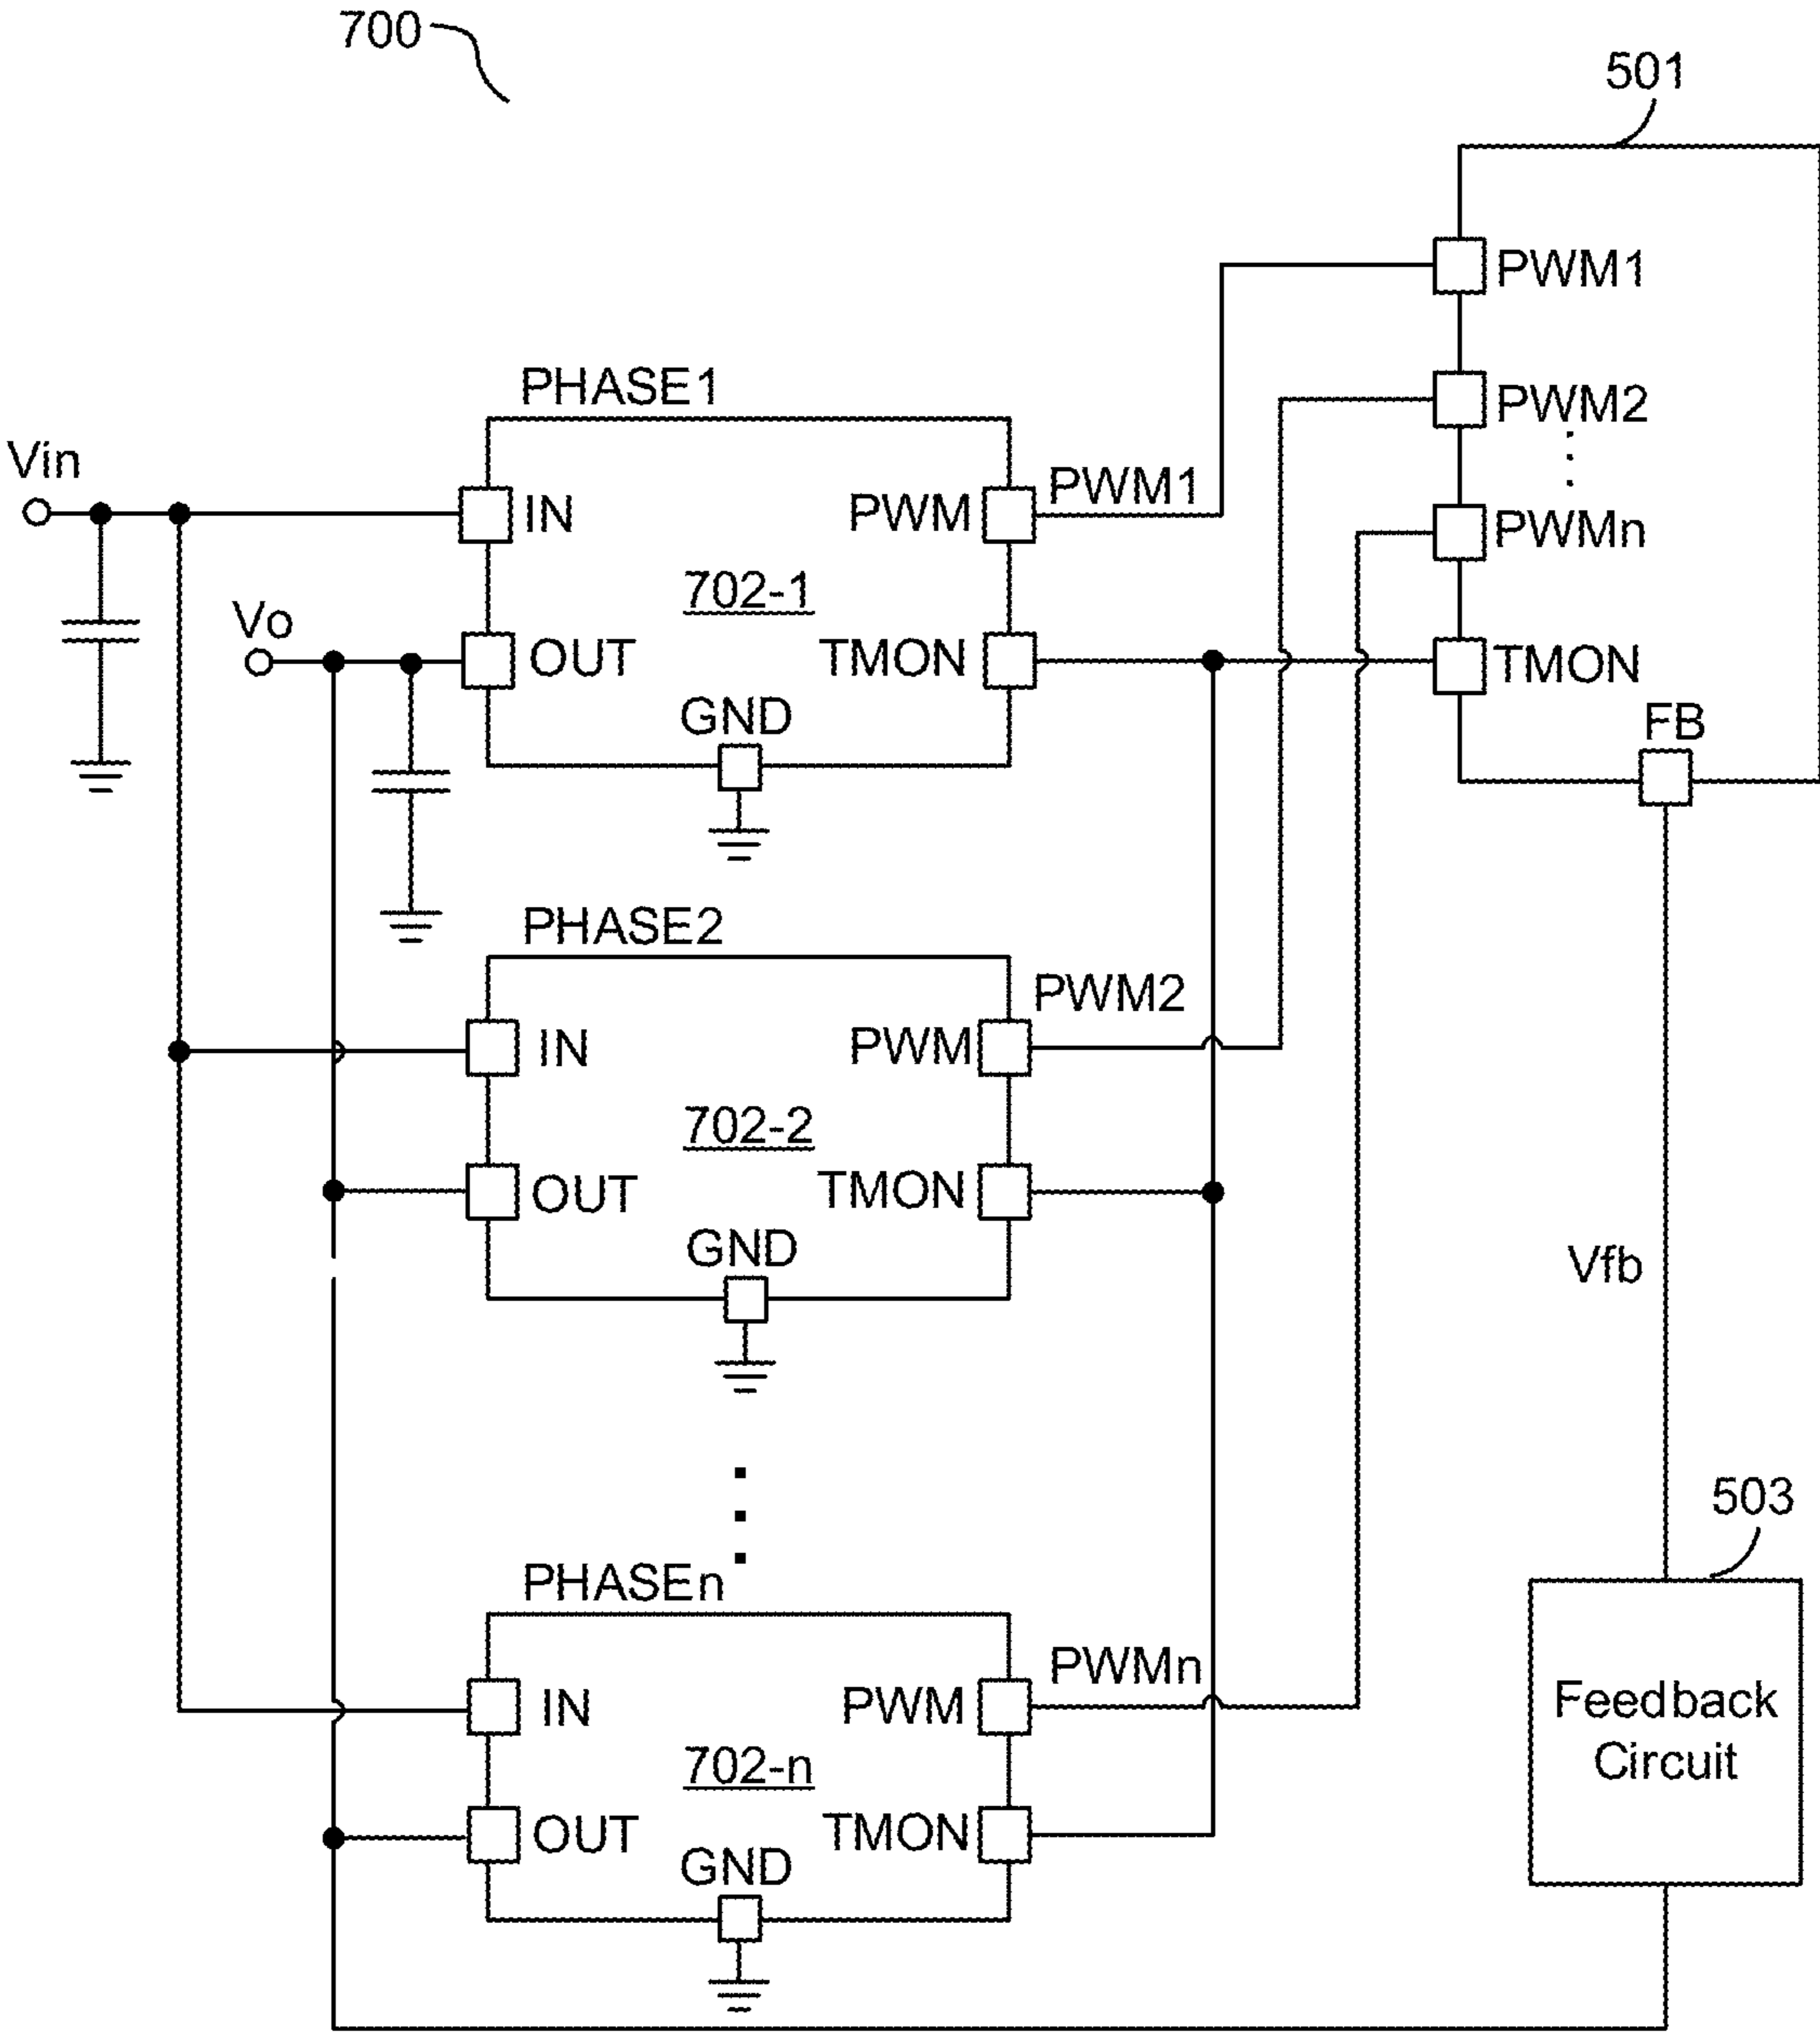 700
501
PWM1
PWM2
PWMn
TMON
FB
PHASE1
Vin
IN
PWM
PWM1
702-1
Vo
OUT
TMON
GND
PHASE2
PWM2
IN
PWM
702-2
OUT
TMON
GND
Vfb
503
PHASEn
PWMn
IN
PWM
702-n
OUT
TMON
GND
Feedback
Circuit